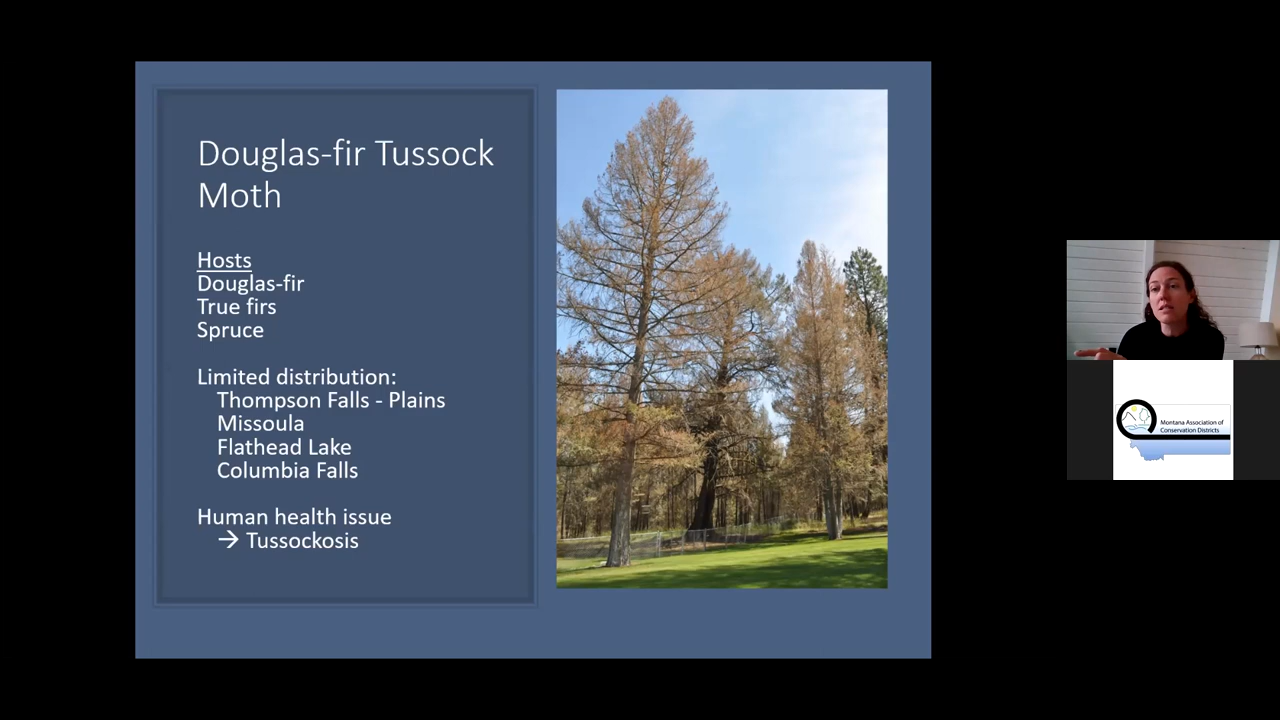 Douglas-fir Tussock
Moth
Hosts
Douglas-fir
True firs
Spruce
Limited distribution:
Thompson Falls - Plains
Missoula
Flathead Lake
Columbia Falls
Human health issue
→ Tussockosis
Montana Association of
Conservation Districts